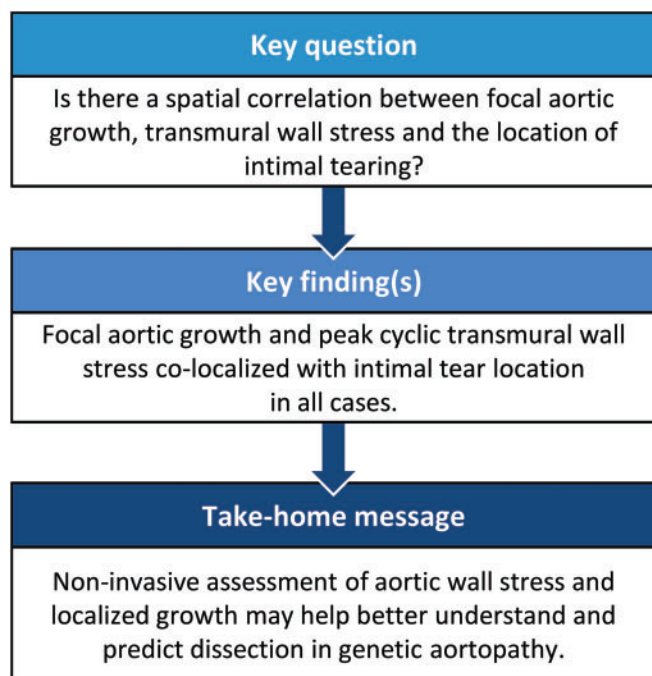 Key question
Is there a spatial correlation between focal aortic
growth, transmural wall stress and the location of
intimal tearing?
Key finding(s)
Focal aortic growth and peak cyclic transmural wall
stress co-localized with intimal tear location
in all cases.
Take-home message
Non-invasive assessment of aortic wall stress and
localized growth may help better understand and
predict dissection in genetic aortopathy.